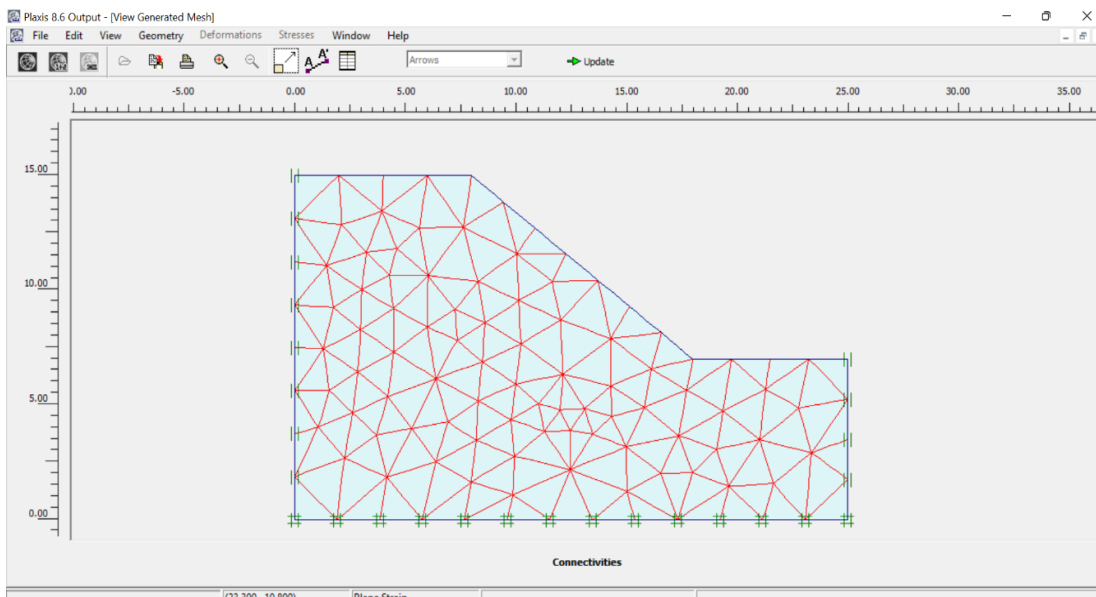 Plaxis 8.6 Output - [View Generated Mesh]
File Edit View Geometry Deformations Stresses Window Help
Arrows Update
-5.00 0.00 5.00 10.00 15.00 20.00 25.00 30.00 35.00
15.00
10.00
5.00
0.00
Connectivities
Plane Strain